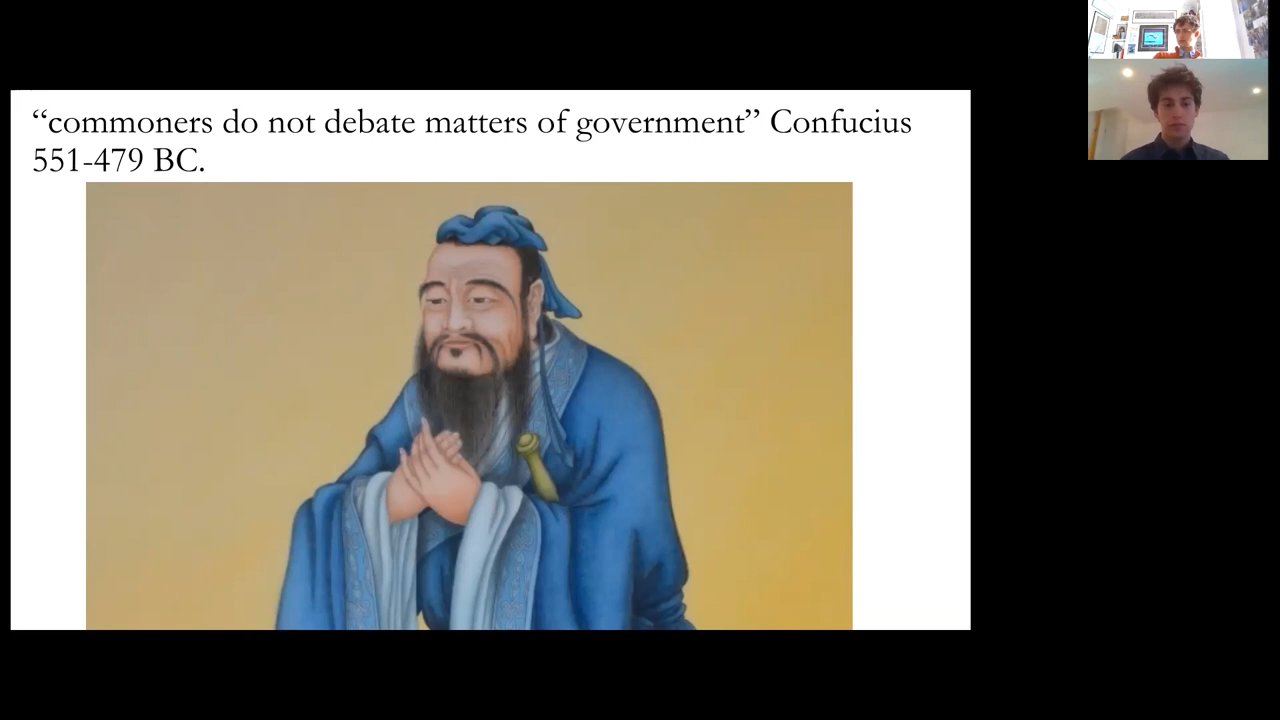 “commoners do not debate matters of government” Confucius
551-479 BC.